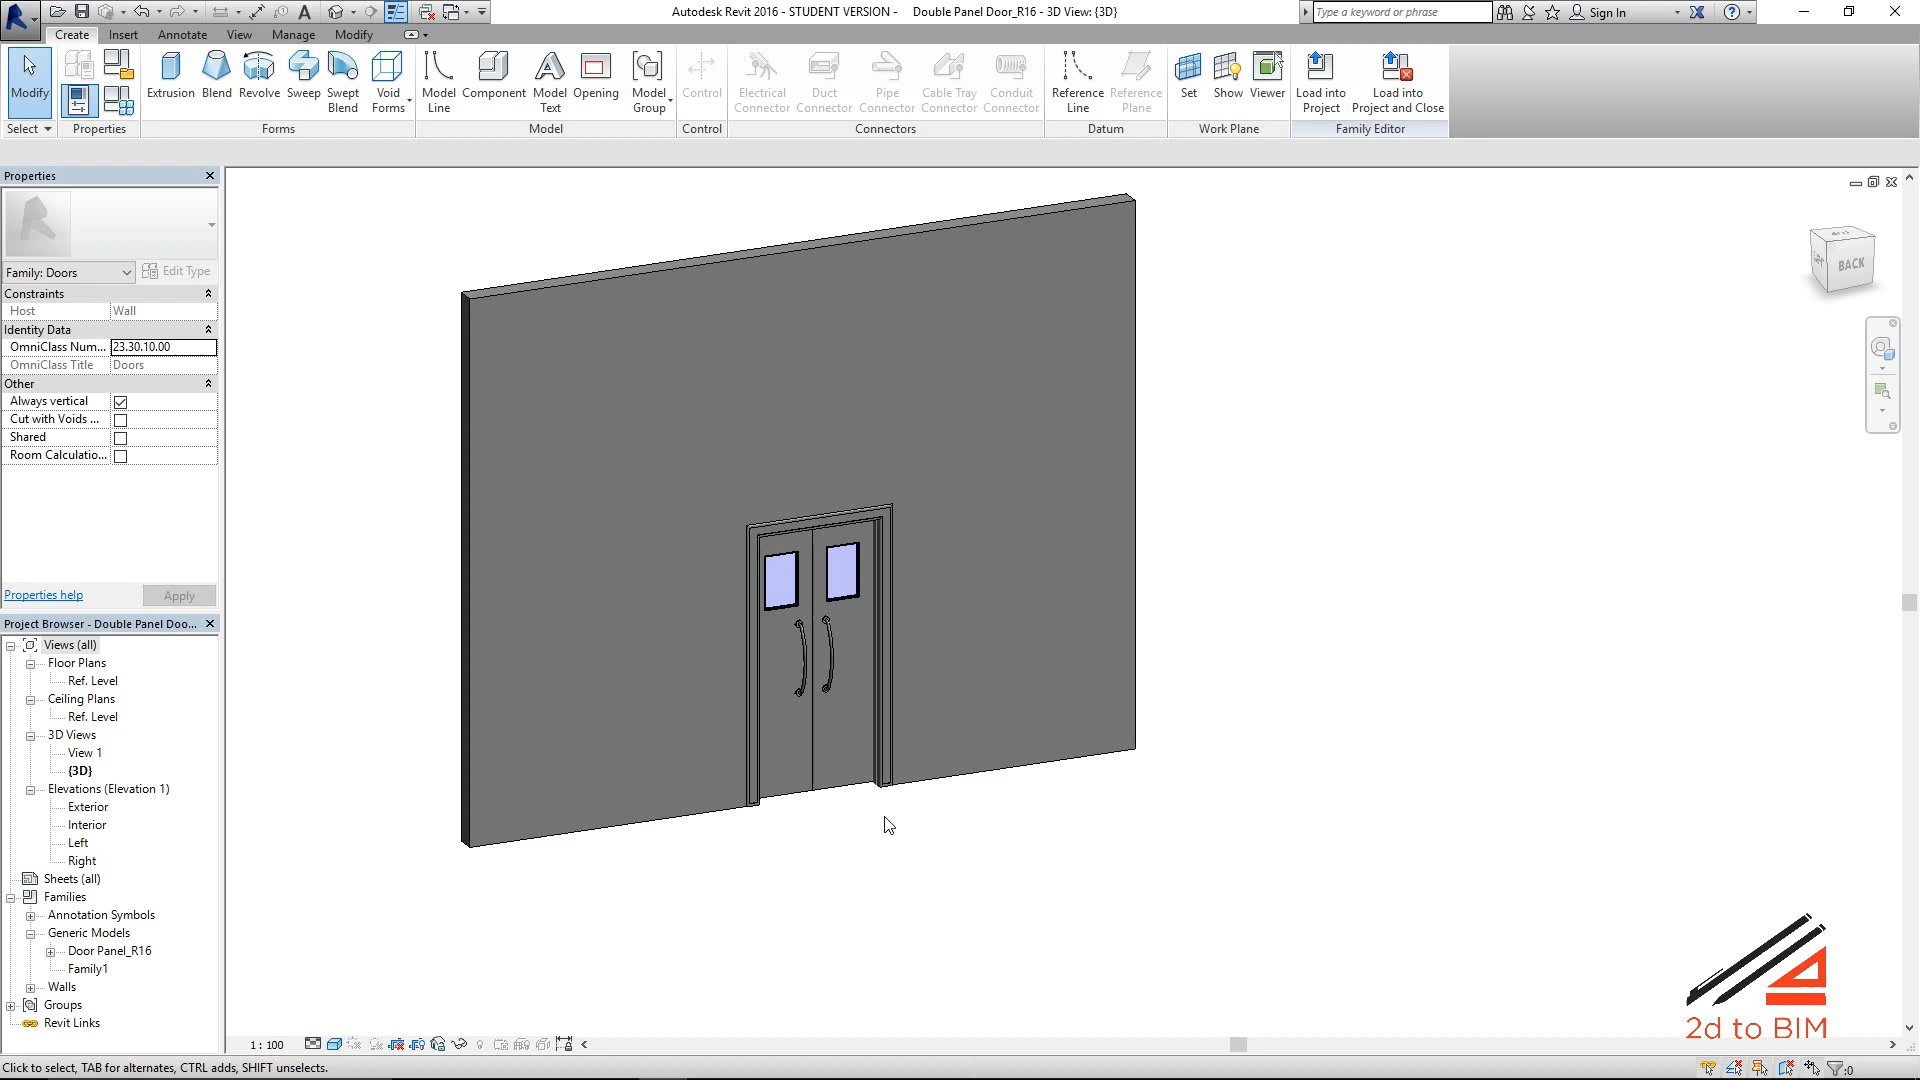 Autodesk Revit 2016 - STUDENT VERSION - Double Panel Door_R16 - 3D View: {3D}
Type a keyword or phrase
Sign In
Create Insert Annotate View Manage Modify
Modify
Extrusion Blend Revolve Sweep Swept Blend Void Forms
Model Line Component Model Text Opening Model Group
Control
Electrical Connector Duct Connector Pipe Connector Cable Tray Connector Conduit Connector
Reference Line Reference Plane
Set Show Viewer
Load into Project Load into Project and Close
Select Properties Forms Model Control Connectors Datum Work Plane Family Editor
Properties
Family: Doors Edit Type
Constraints
Host Wall
Identity Data
OmniClass Num... 23.30.10.00
OmniClass Title Doors
Other
Always vertical
Cut with Voids ...
Shared
Room Calculatio...
Properties help Apply
Project Browser - Double Panel Doo...
Views (all)
Floor Plans
Ref. Level
Ceiling Plans
Ref. Level
3D Views
View 1
{3D}
Elevations (Elevation 1)
Exterior
Interior
Left
Right
Sheets (all)
Families
Annotation Symbols
Generic Models
Door Panel_R16
Family1
Walls
Groups
Revit Links
BACK
2d to BIM
1 : 100
Click to select, TAB for alternates, CTRL adds, SHIFT unselects.
:0